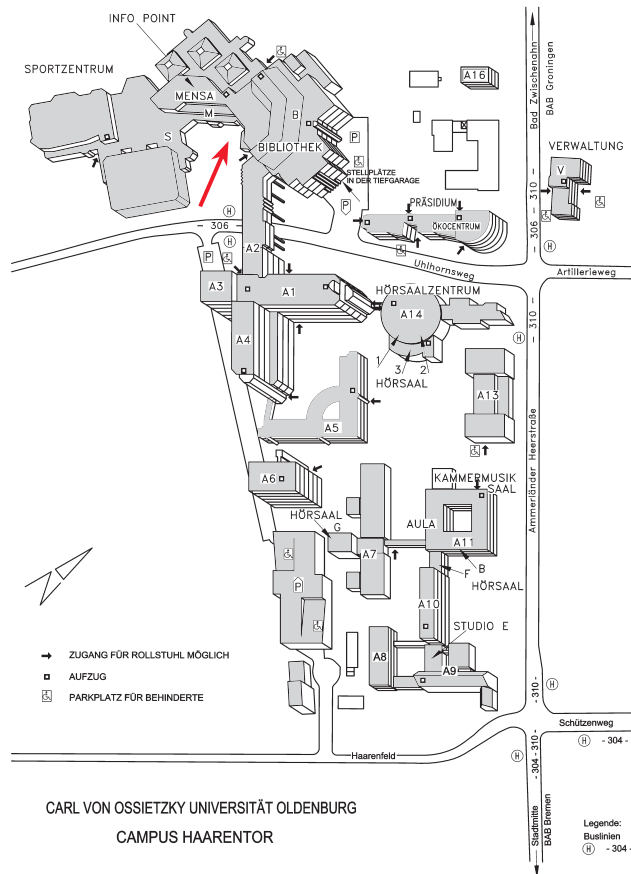 INFO POINT
SPORTZENTRUM
MENSA
M
S
B
BIBLIOTHEK
P
STELLPLÄTZE
IN DER TIEFGARAGE
P
A16
Bad Zwischenahn
BAB Groningen
VERWALTUNG
V
PRÄSIDIUM
ÖKOCENTRUM
H
- 306 -
H
P
A2
Uhlhornsweg
306 - 310 -
H
Artillerieweg
A3
A1
HÖRSAALZENTRUM
A14
- 310 -
A4
1
3
2
HÖRSAAL
H
A13
A5
Ammerländer Heerstraße
A6
KAMMERMUSIK
SAAL
HÖRSAAL
G
AULA
A7
A11
B
F
HÖRSAAL
P
A10
STUDIO E
A8
A9
ZUGANG FÜR ROLLSTUHL MÖGLICH
AUFZUG
PARKPLATZ FÜR BEHINDERTE
-310-
H
Schützenweg
H - 304 -
Haarenfeld
H
- 304 - 310-
Stadtmitte
BAB Bremen
CARL VON OSSIETZKY UNIVERSITÄT OLDENBURG
CAMPUS HAARENTOR
Legende:
Buslinien
H - 304 -